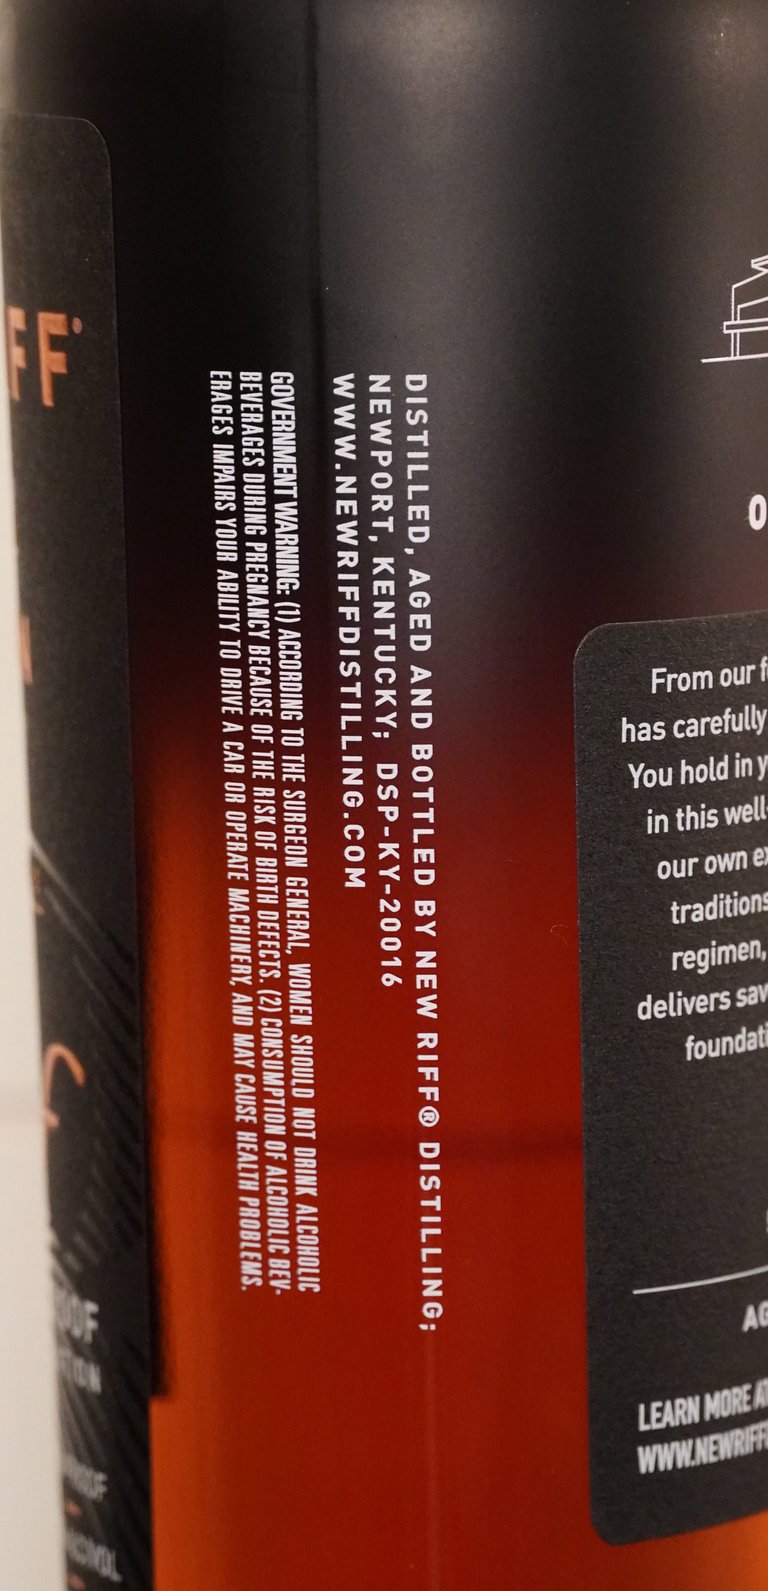 FF®
DISTILLED, AGED AND BOTTLED BY NEW RIFF® DISTILLING;
NEWPORT, KENTUCKY; DSP-KY-20016
WWW.NEWRIFFDISTILLING.COM
GOVERNMENT WARNING: (1) ACCORDING TO THE SURGEON GENERAL, WOMEN SHOULD NOT DRINK ALCOHOLIC
BEVERAGES DURING PREGNANCY BECAUSE OF THE RISK OF BIRTH DEFECTS. (2) CONSUMPTION OF ALCOHOLIC BEV-
ERAGES IMPAIRS YOUR ABILITY TO DRIVE A CAR OR OPERATE MACHINERY, AND MAY CAUSE HEALTH PROBLEMS.
O
From our f
has carefully
You hold in y
in this well-
our own ex
traditions
regimen,
delivers sav
foundati
AG
LEARN MORE AT
WWW.NEWRIFF